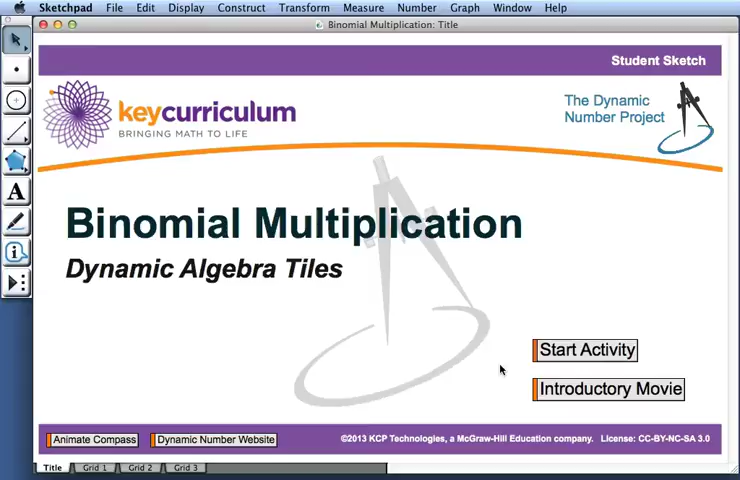 Sketchpad File Edit Display Construct Transform Measure Number Graph Window Help
Binomial Multiplication: Title
Student Sketch
keycurriculum
BRINGING MATH TO LIFE
The Dynamic
Number Project
Binomial Multiplication
Dynamic Algebra Tiles
Start Activity
Introductory Movie
Animate Compass Dynamic Number Website ©2013 KCP Technologies, a McGraw-Hill Education company. License: CC-BY-NC-SA 3.0
Title Grid 1 Grid 2 Grid 3
A
i